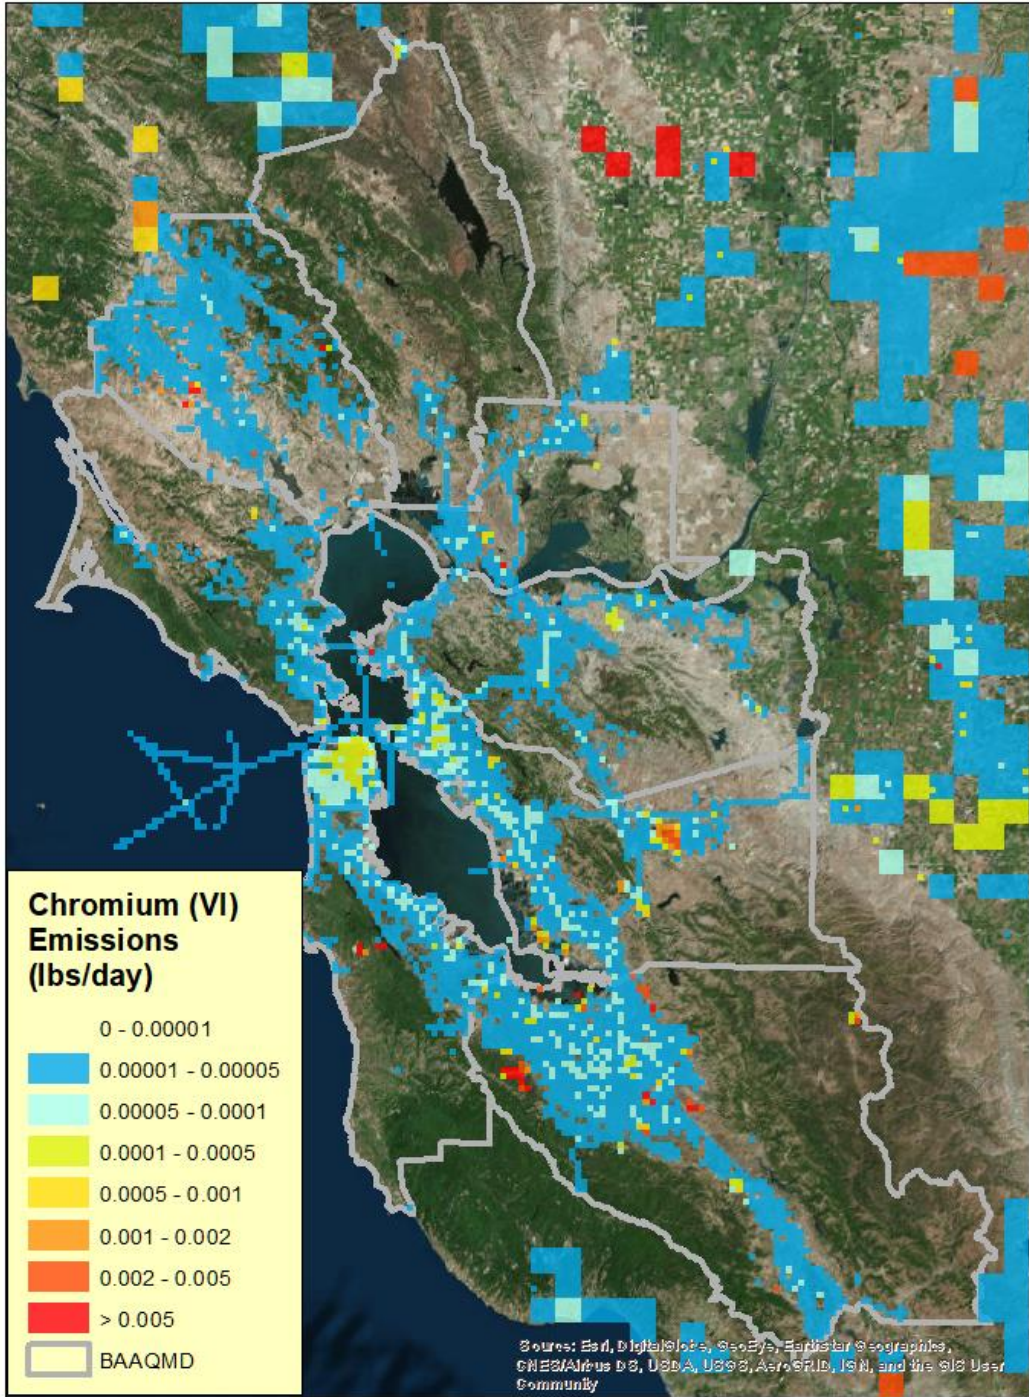 Chromium (VI)
Emissions
(lbs/day)
0 - 0.00001
0.00001 - 0.00005
0.00005 - 0.0001
0.0001 - 0.0005
0.0005 - 0.001
0.001 - 0.002
0.002 - 0.005
> 0.005
BAAQMD
Source: Esri, DigitalGlobe, GeoEye, Earthstar Geographics,
CNES/Airbus DS, USDA, USGS, AeroGRID, IGN, and the GIS User
Community